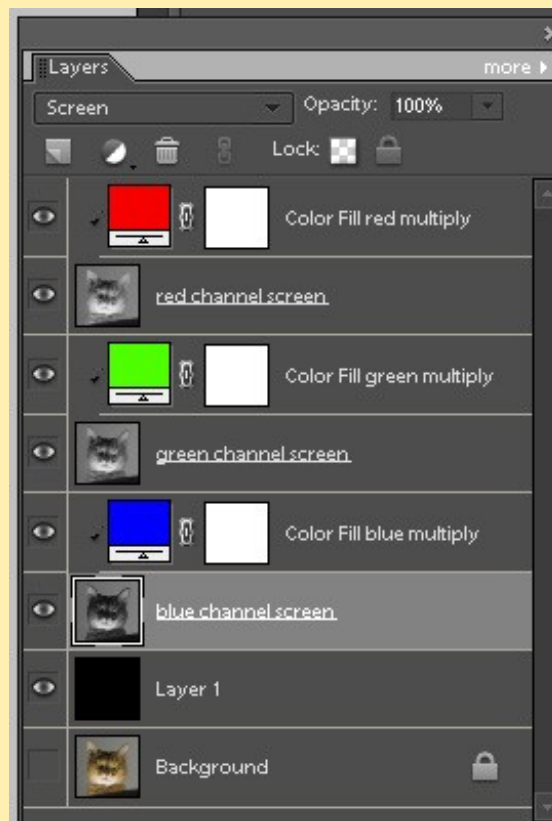 Layers more
Screen Opacity: 100%
Lock:
Color Fill red multiply
red channel screen
Color Fill green multiply
green channel screen
Color Fill blue multiply
blue channel screen
Layer 1
Background